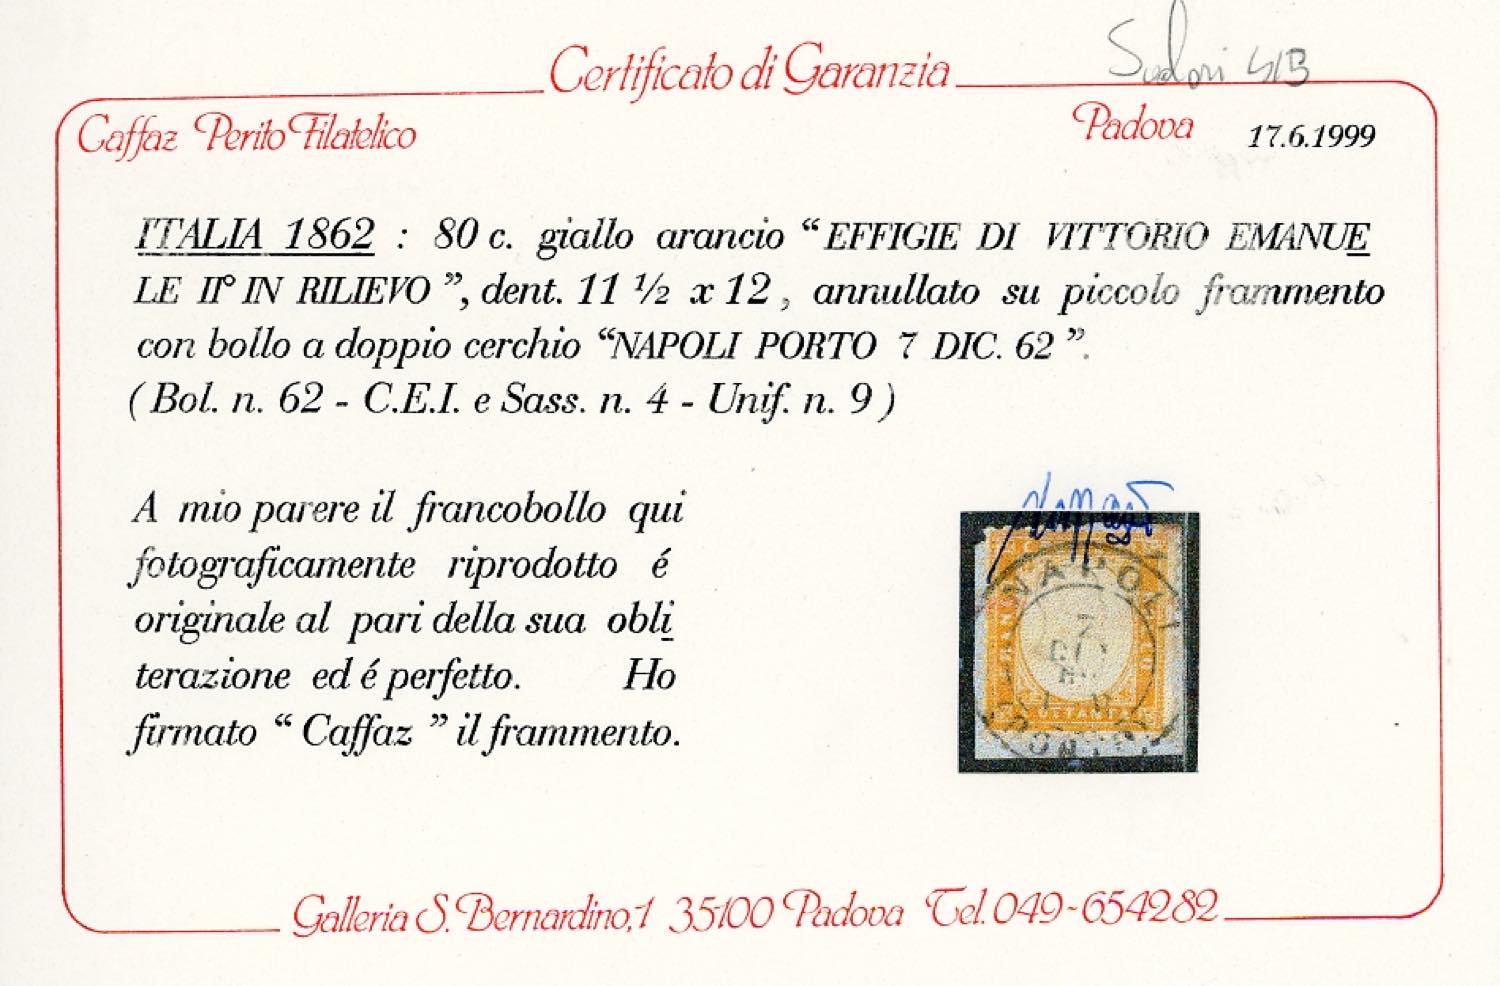 Certificato di Garanzia
Caffaz Perito Filatelico
Padova 17.6.1999
ITALIA 1862 : 80 c. giallo arancio “EFFIGIE DI VITTORIO EMANUE
LE II° IN RILIEVO ”, dent. 11 ½ x 12 , annullato su piccolo frammento
con bollo a doppio cerchio “NAPOLI PORTO 7 DIC. 62 ”.
( Bol. n. 62 - C.E.I. e Sass. n. 4 - Unif. n. 9 )
A mio parere il francobollo qui
fotograficamente riprodotto é
originale al pari della sua obli
terazione ed é perfetto. Ho
firmato “ Caffaz ” il frammento.
NAPOLI
7
Galleria S. Bernardino, 1 35100 Padova Tel. 049-654282